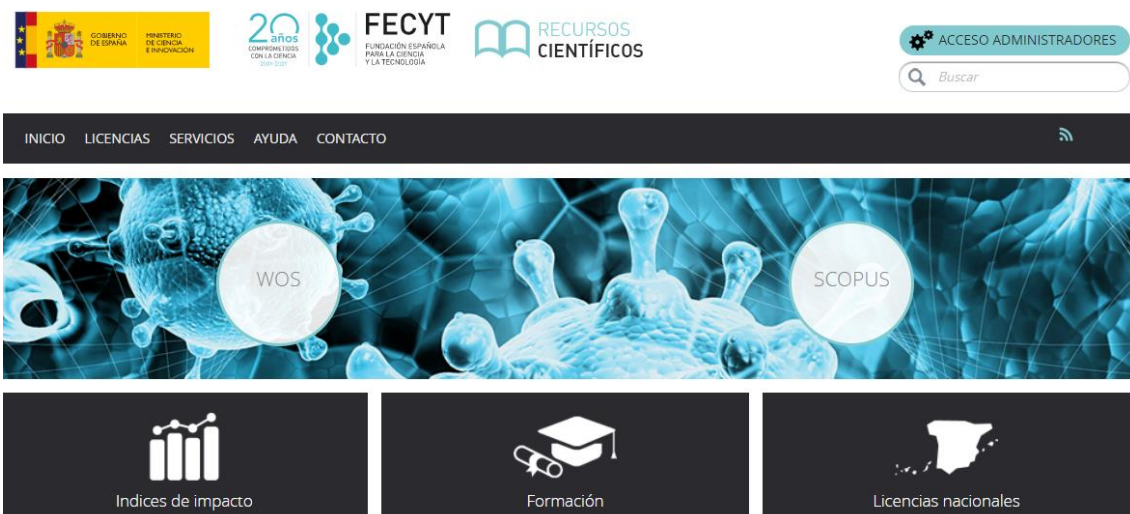 GOBIERNO
DE ESPAÑA
MINISTERIO
DE CIENCIA
E INNOVACIÓN
20
años
COMPROMETIDOS
CON LA CIENCIA
2001-2021
FECYT
FUNDACIÓN ESPAÑOLA
PARA LA CIENCIA
Y LA TECNOLOGÍA
RECURSOS
CIENTÍFICOS
ACCESO ADMINISTRADORES
Buscar
INICIO LICENCIAS SERVICIOS AYUDA CONTACTO
WOS
SCOPUS
Indices de impacto
Formación
Licencias nacionales